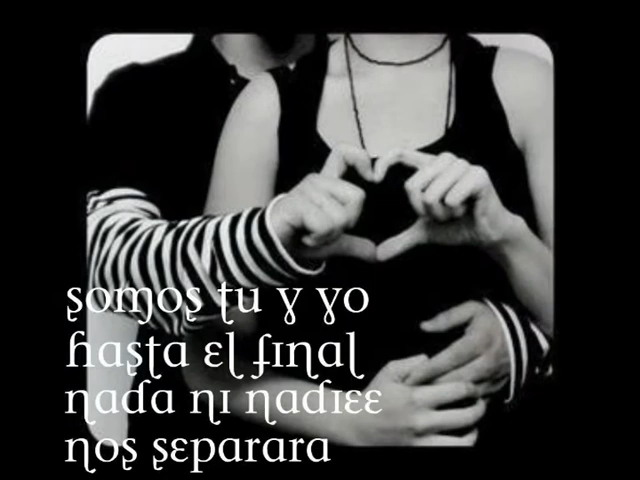 somos tu y yo
hasta el final
nada ni nadiee
nos separara